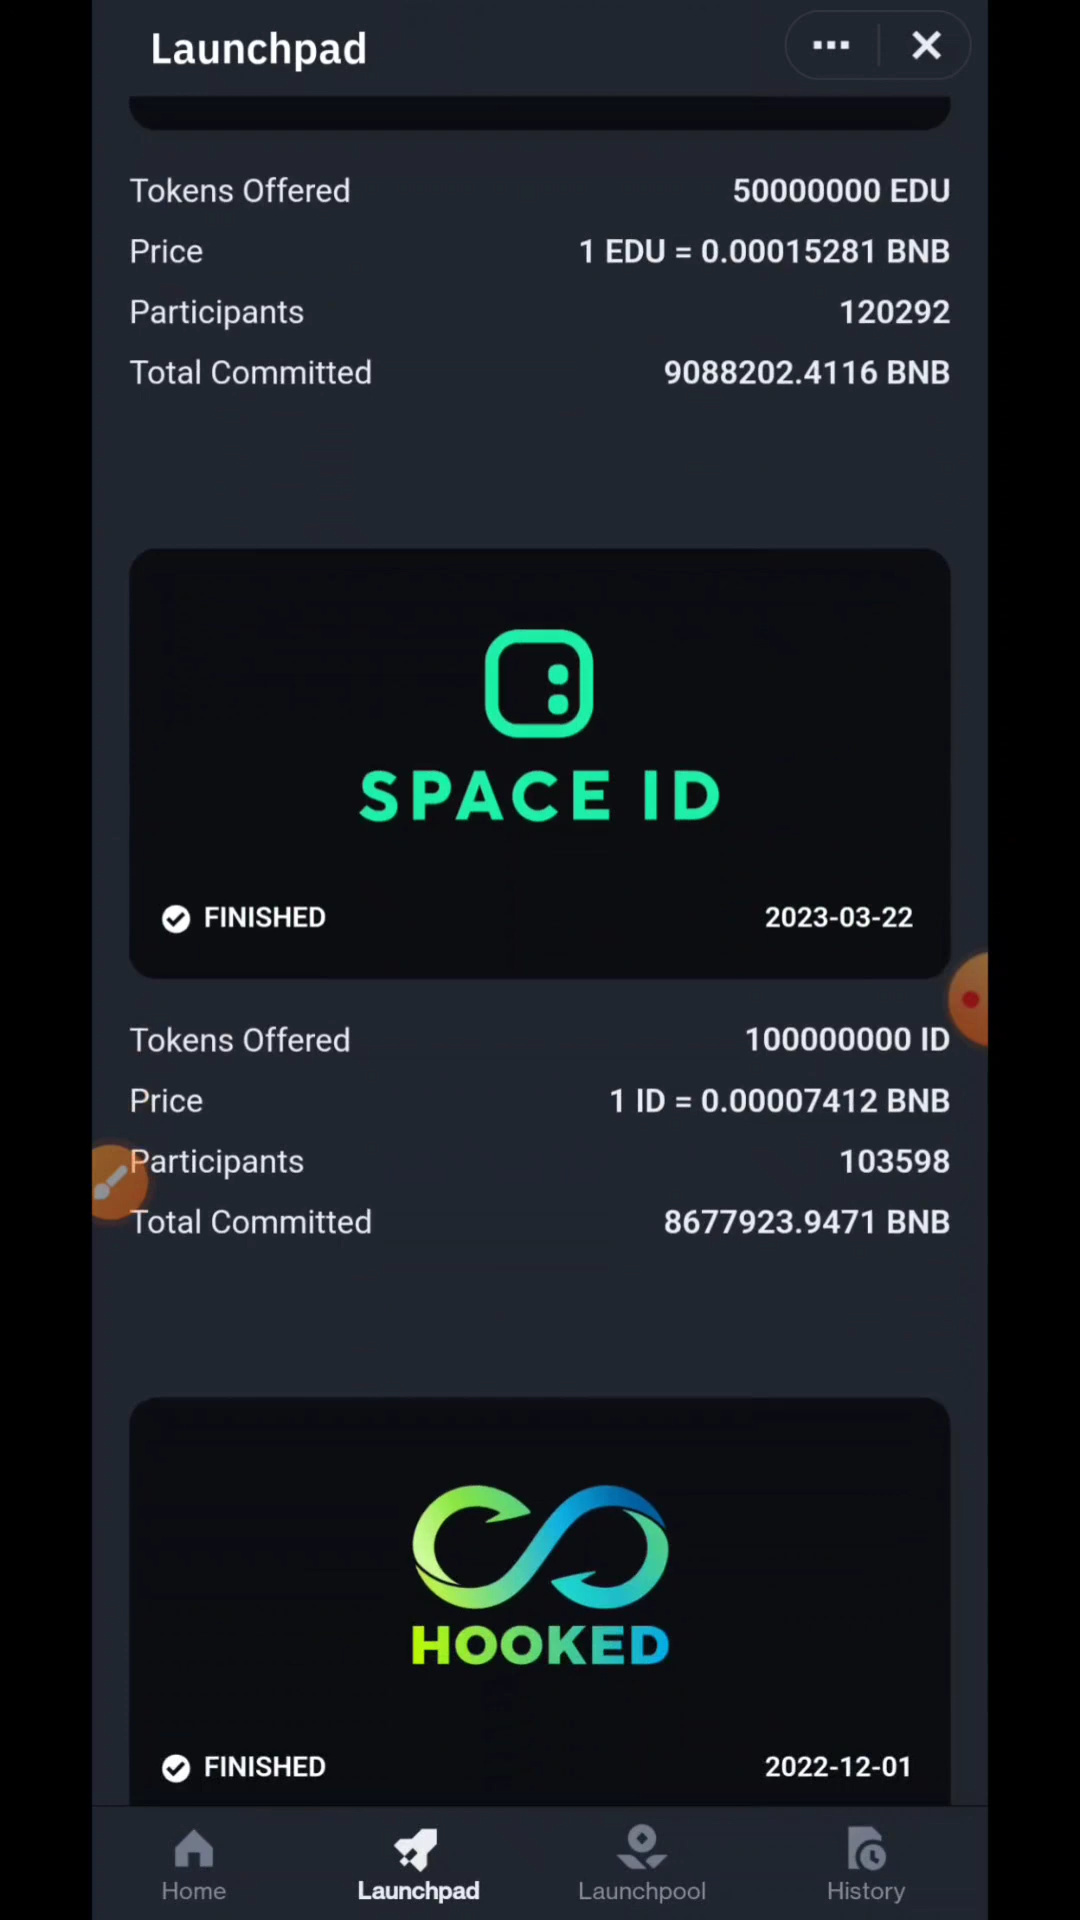 Launchpad
Tokens Offered 50000000 EDU
Price 1 EDU = 0.00015281 BNB
Participants 120292
Total Committed 9088202.4116 BNB
SPACE ID
FINISHED 2023-03-22
Tokens Offered 100000000 ID
Price 1 ID = 0.00007412 BNB
Participants 103598
Total Committed 8677923.9471 BNB
HOOKED
FINISHED 2022-12-01
Home Launchpad Launchpool History